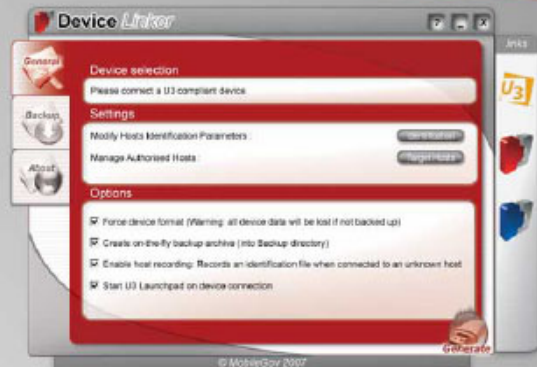 Device Linker
? _ X
links
General
Device selection
Please connect a U3 compliant device
U3
Backup
Settings
Modify Hosts Identification Parameters :
Identification
Manage Authorised Hosts :
Target Hosts
About
Options
Force device format (Warning: all device data will be lost if not backed up)
Create on-the-fly backup archive (into Backup directory)
Enable host recording: Records an identification file when connected to an unknown host
Start U3 Launchpad on device connection
Generate
© MobileGov 2007